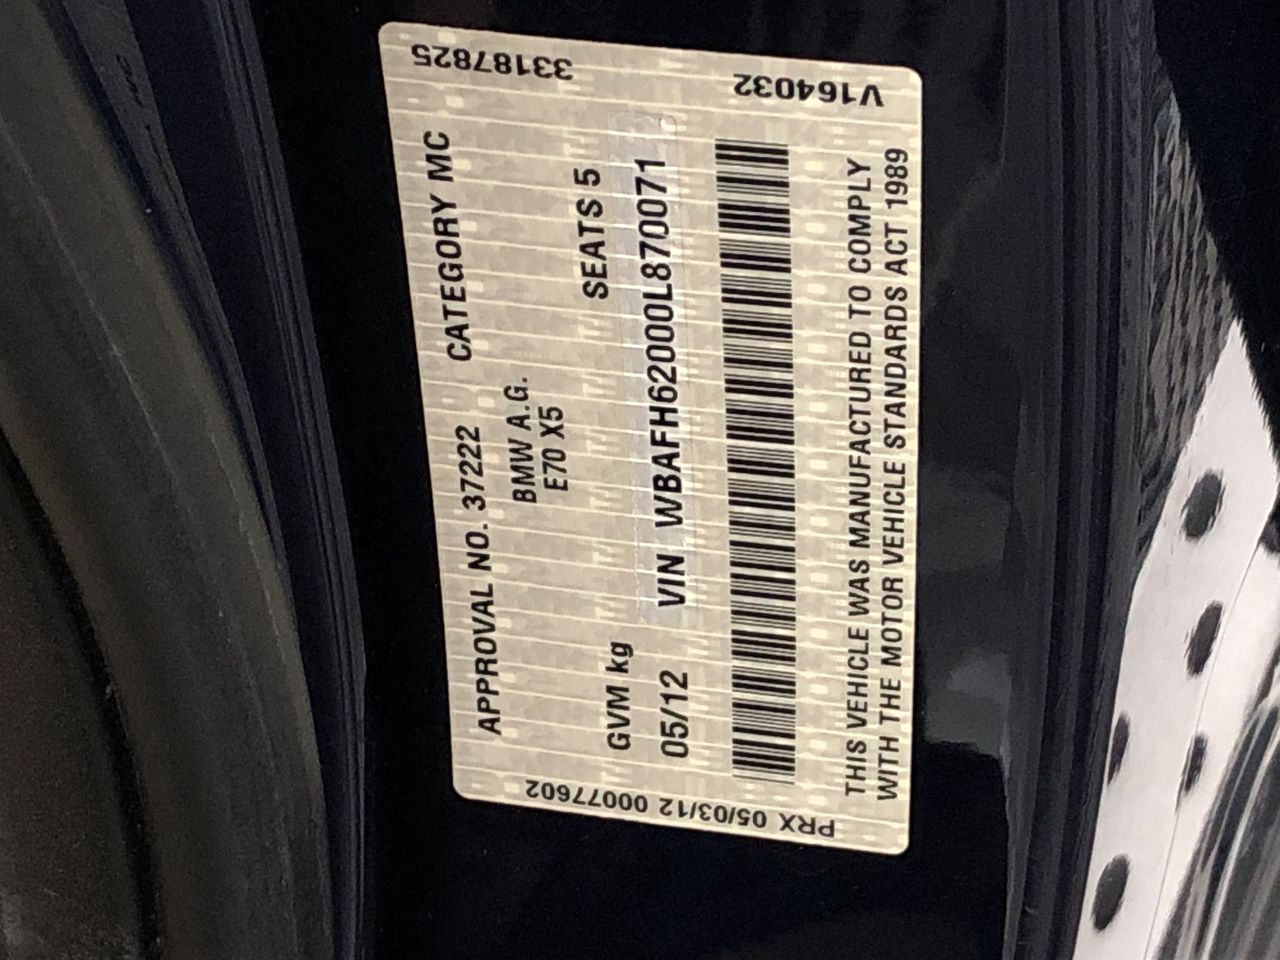 APPROVAL NO. 37222 CATEGORY MC
BMW A.G.
E70 X5
GVM kg SEATS 5
05/12 VIN WBAFH62000L870071
THIS VEHICLE WAS MANUFACTURED TO COMPLY
WITH THE MOTOR VEHICLE STANDARDS ACT 1989
PRX 05/03/12 00077602
33187825
V164032